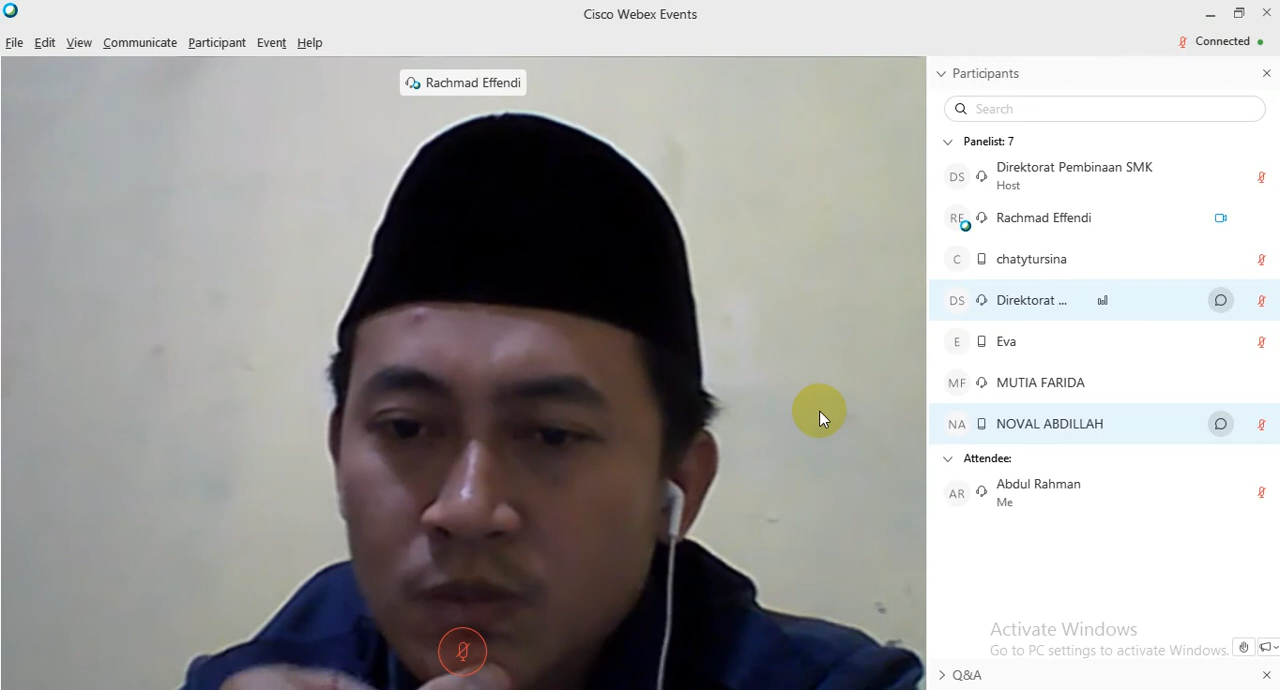 Cisco Webex Events
File Edit View Communicate Participant Event Help
Connected
Rachmad Effendi
Participants
Search
Panelist: 7
DS Direktorat Pembinaan SMK
Host
RE Rachmad Effendi
C chatytursina
DS Direktorat ...
E Eva
MF MUTIA FARIDA
NA NOVAL ABDILLAH
Attendee:
AR Abdul Rahman
Me
Activate Windows
Go to PC settings to activate Windows.
Q&A